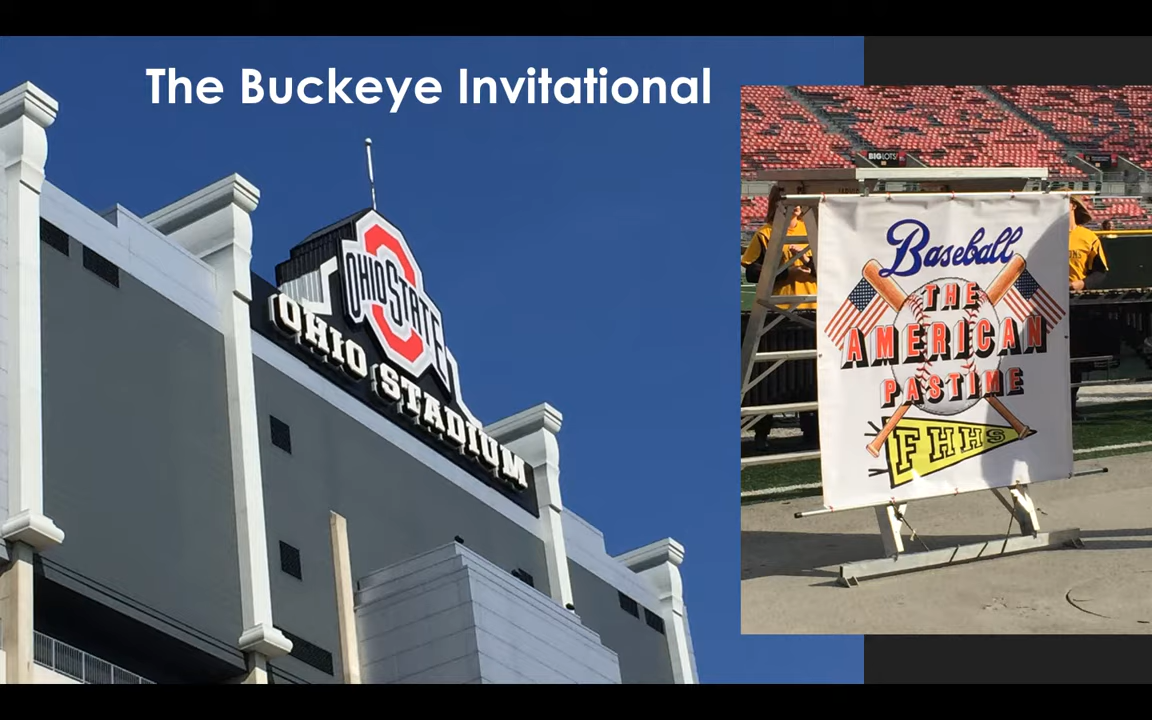 The Buckeye Invitational
OHIO STATE
OHIO STADIUM
BIG LOTS
Baseball
THE
AMERICAN
PASTIME
FHHS